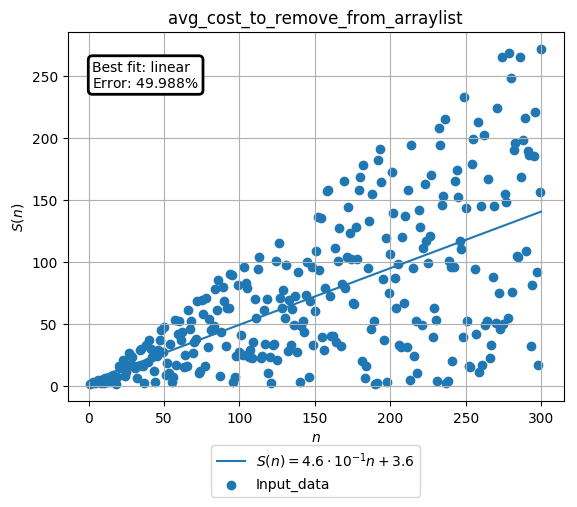 avg_cost_to_remove_from_arraylist
Best fit: linear
Error: 49.988%
S(n)
250
200
150
100
50
0
0 50 100 150 200 250 300
n
S(n) = 4.6 · 10⁻¹n + 3.6
Input_data